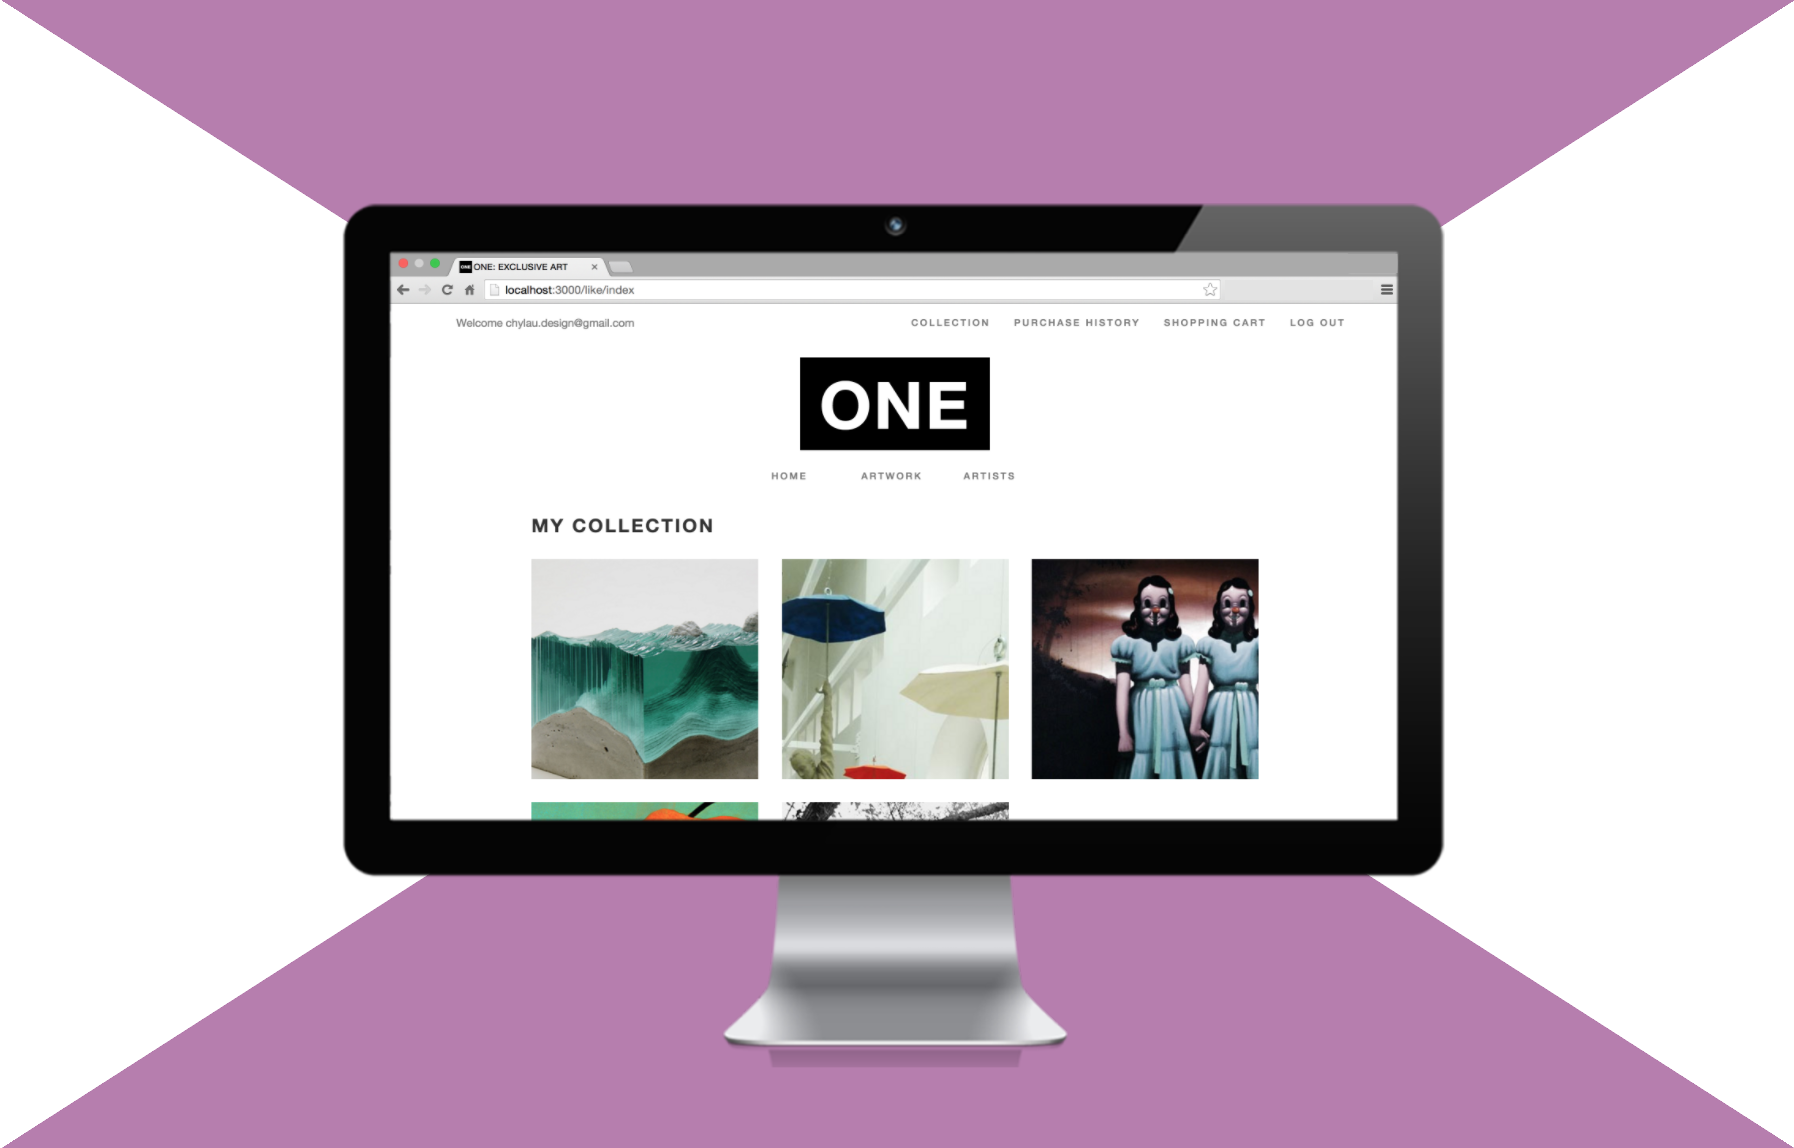 ONE ONE: EXCLUSIVE ART
localhost:3000/like/index
Welcome chylau.design@gmail.com COLLECTION PURCHASE HISTORY SHOPPING CART LOG OUT
ONE
HOME ARTWORK ARTISTS
MY COLLECTION